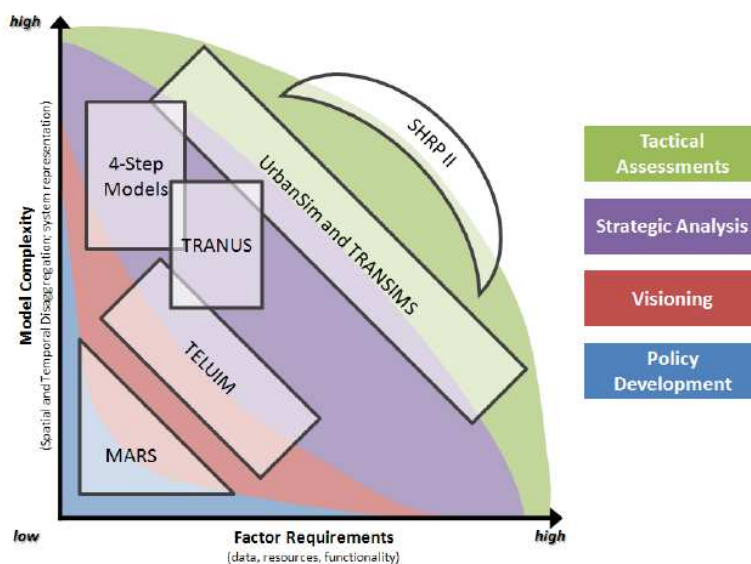 high
Model Complexity
(Spatial and Temporal Disaggregation; system representation)
4-Step
Models
TRANUS
UrbanSim and TRANSIMS
SHRP II
TELUIM
MARS
low
Factor Requirements
(data, resources, functionality)
high
Tactical
Assessments
Strategic Analysis
Visioning
Policy
Development